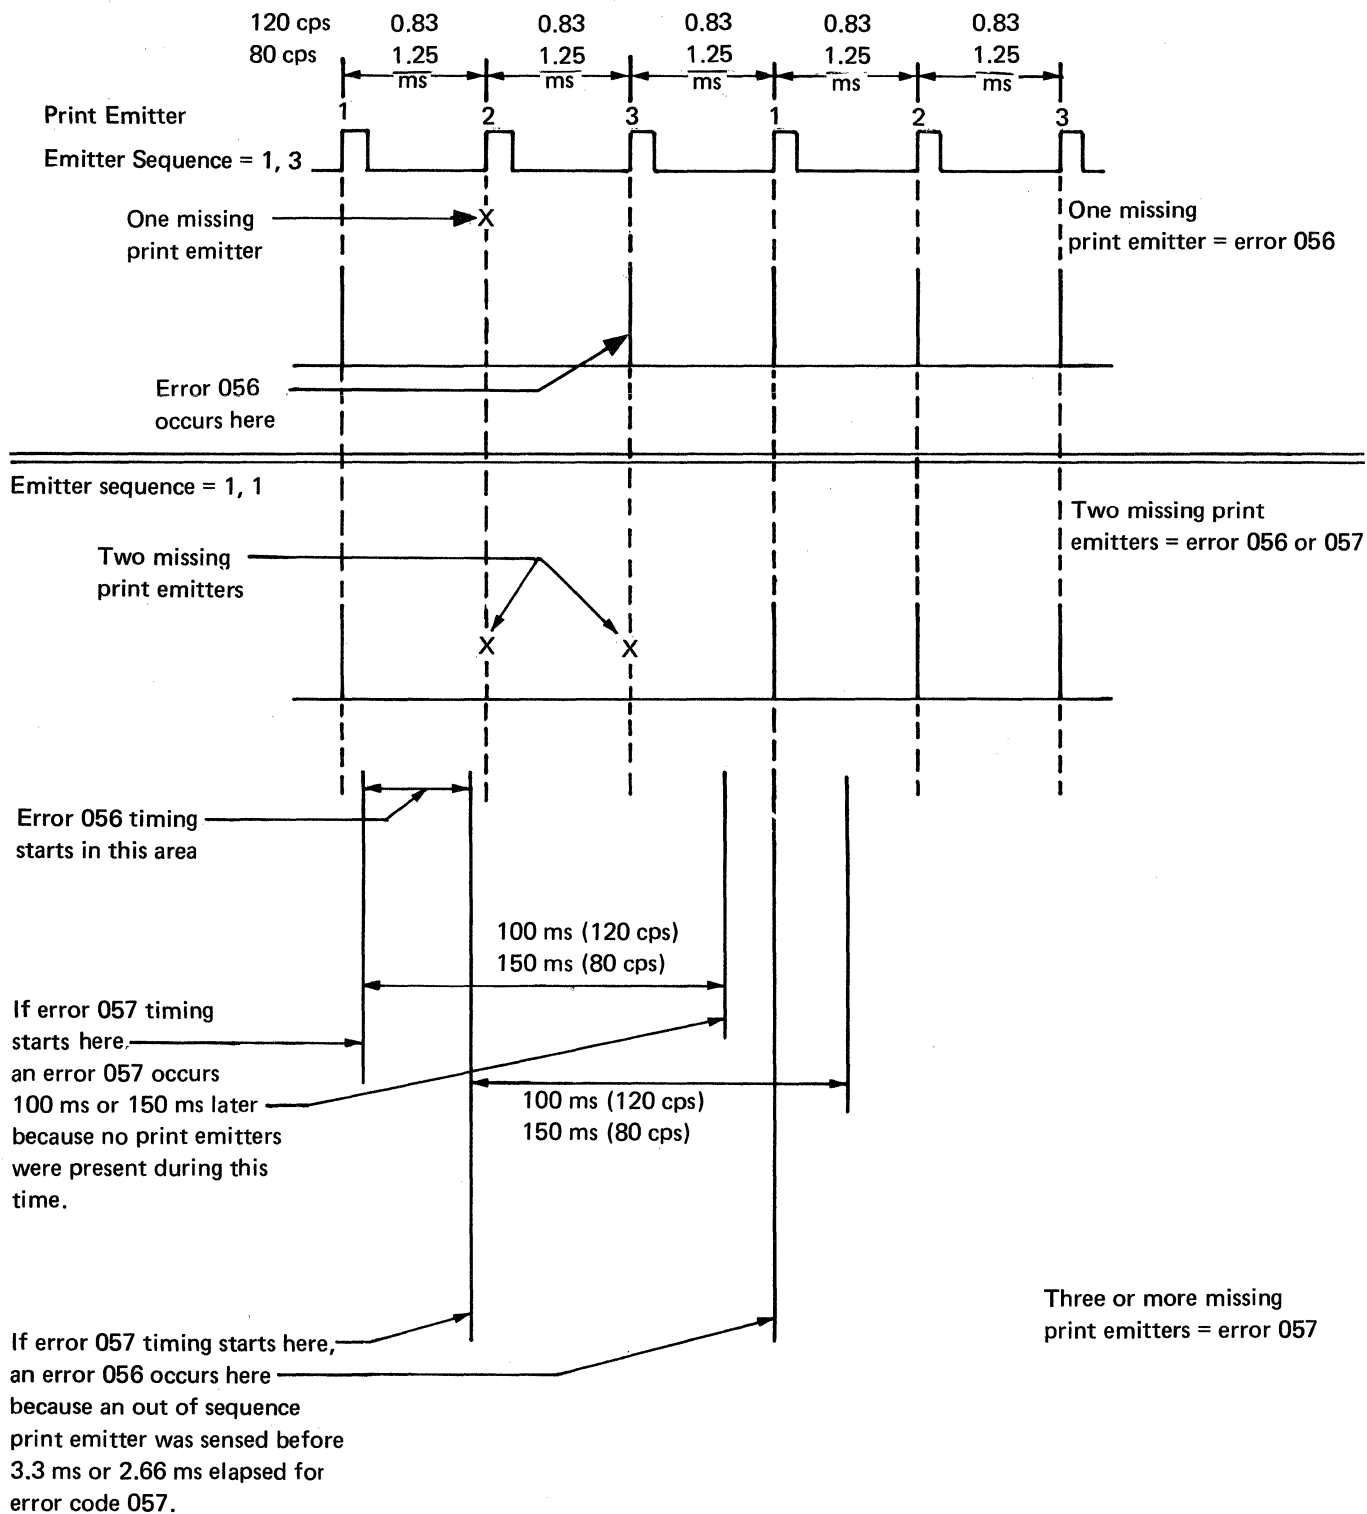 120 cps 0.83 0.83 0.83 0.83 0.83
80 cps 1.25 1.25 1.25 1.25 1.25
ms ms ms ms ms
Print Emitter 1 2 3 1 2 3
Emitter Sequence = 1, 3
One missing
print emitter
X
One missing
print emitter = error 056
Error 056
occurs here
Emitter sequence = 1, 1
Two missing print
emitters = error 056 or 057
Two missing
print emitters
X X
Error 056 timing
starts in this area
100 ms (120 cps)
150 ms (80 cps)
If error 057 timing
starts here,
an error 057 occurs
100 ms or 150 ms later
because no print emitters
were present during this
time.
100 ms (120 cps)
150 ms (80 cps)
Three or more missing
print emitters = error 057
If error 057 timing starts here,
an error 056 occurs here
because an out of sequence
print emitter was sensed before
3.3 ms or 2.66 ms elapsed for
error code 057.